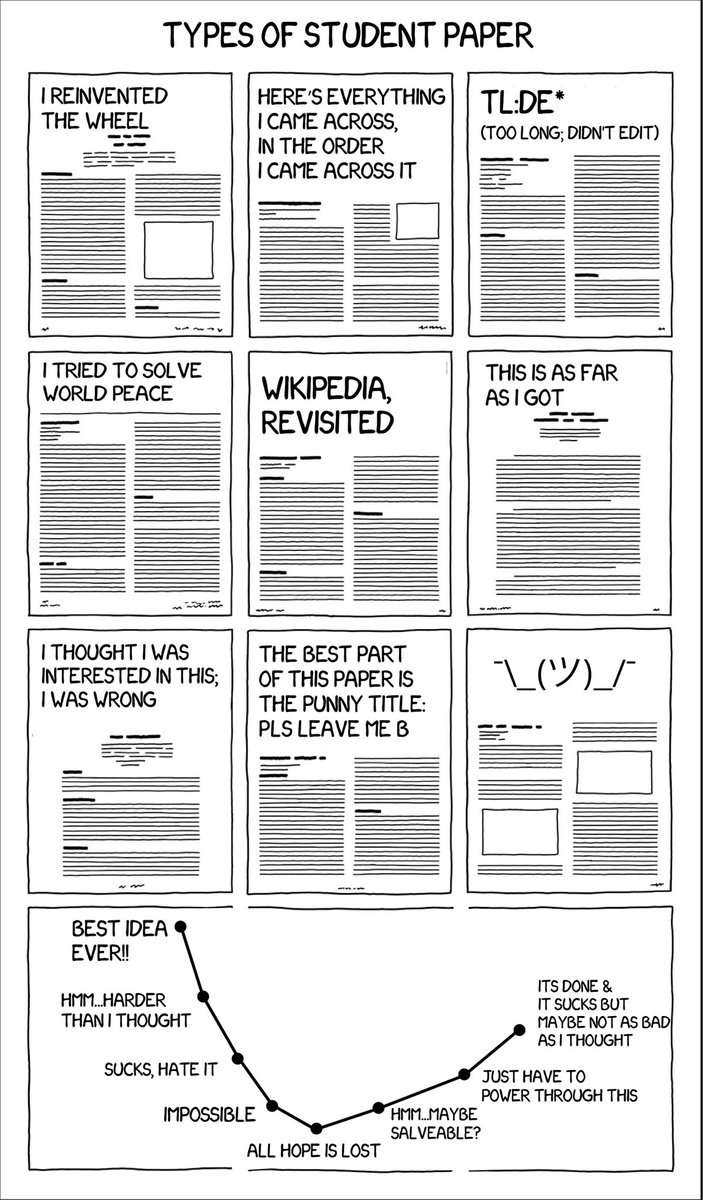 TYPES OF STUDENT PAPER
I REINVENTED
THE WHEEL
HERE'S EVERYTHING
I CAME ACROSS,
IN THE ORDER
I CAME ACROSS IT
TL:DE*
(TOO LONG; DIDN'T EDIT)
I TRIED TO SOLVE
WORLD PEACE
WIKIPEDIA,
REVISITED
THIS IS AS FAR
AS I GOT
I THOUGHT I WAS
INTERESTED IN THIS;
I WAS WRONG
THE BEST PART
OF THIS PAPER IS
THE PUNNY TITLE:
PLS LEAVE ME B
¯\_(ツ)_/¯
BEST IDEA
EVER!!
HMM...HARDER
THAN I THOUGHT
SUCKS, HATE IT
IMPOSSIBLE
ALL HOPE IS LOST
HMM...MAYBE
SALVEABLE?
JUST HAVE TO
POWER THROUGH THIS
ITS DONE &
IT SUCKS BUT
MAYBE NOT AS BAD
AS I THOUGHT